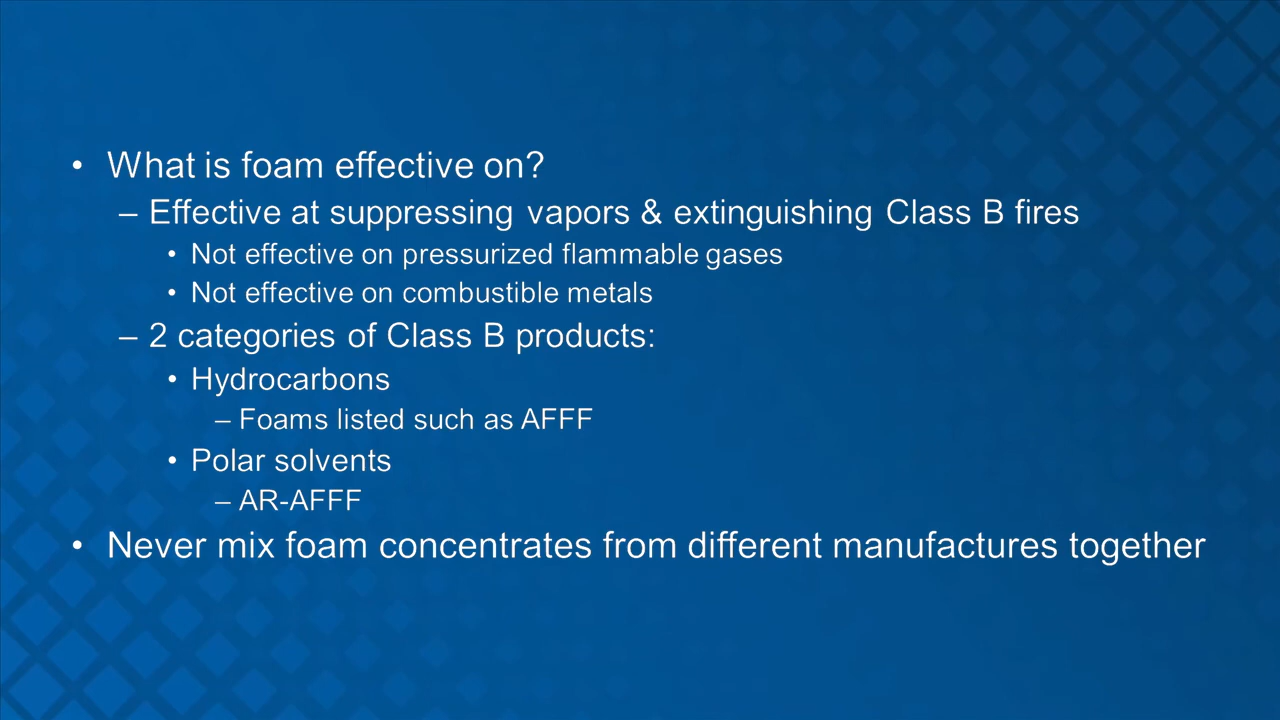 • What is foam effective on?
– Effective at suppressing vapors & extinguishing Class B fires
• Not effective on pressurized flammable gases
• Not effective on combustible metals
– 2 categories of Class B products:
• Hydrocarbons
– Foams listed such as AFFF
• Polar solvents
– AR-AFFF
• Never mix foam concentrates from different manufactures together